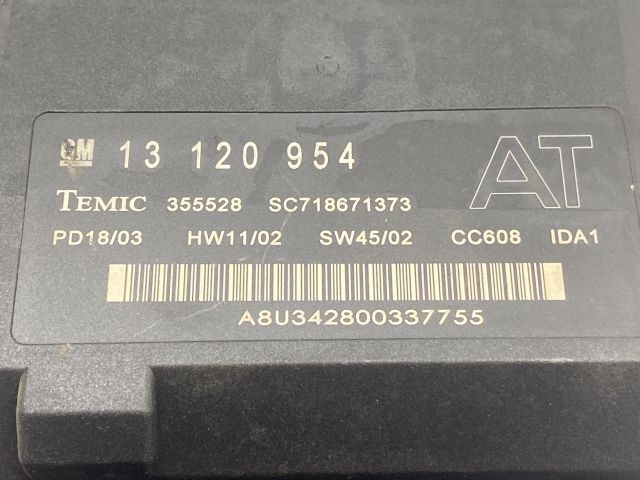 GM 13 120 954 AT
TEMIC 355528 SC718671373
PD18/03 HW11/02 SW45/02 CC608 IDA1
A8U342800337755